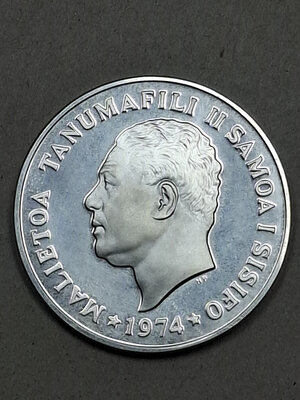 MALIETOA TANUMAFILI II SAMOA I SISIFO
★1974★